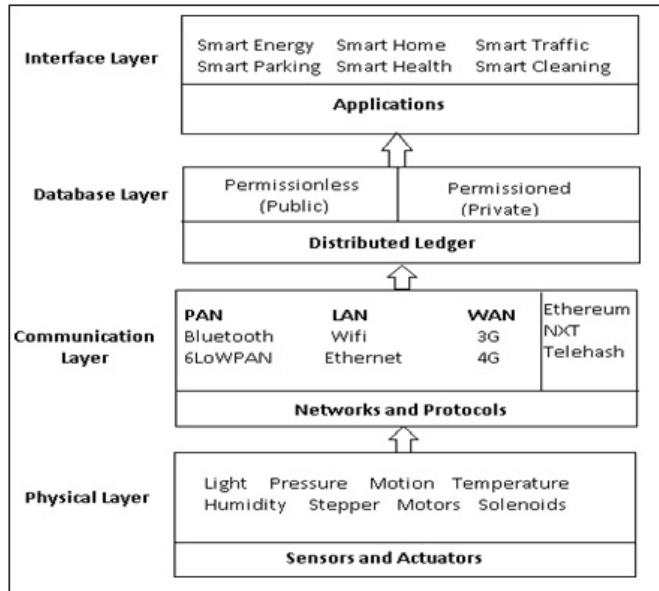 Interface Layer
Smart Energy Smart Home Smart Traffic
Smart Parking Smart Health Smart Cleaning
Applications
Database Layer
Permissionless
(Public)
Permissioned
(Private)
Distributed Ledger
Communication
Layer
PAN LAN WAN
Bluetooth Wifi 3G
6LoWPAN Ethernet 4G
Ethereum
NXT
Telehash
Networks and Protocols
Physical Layer
Light Pressure Motion Temperature
Humidity Stepper Motors Solenoids
Sensors and Actuators